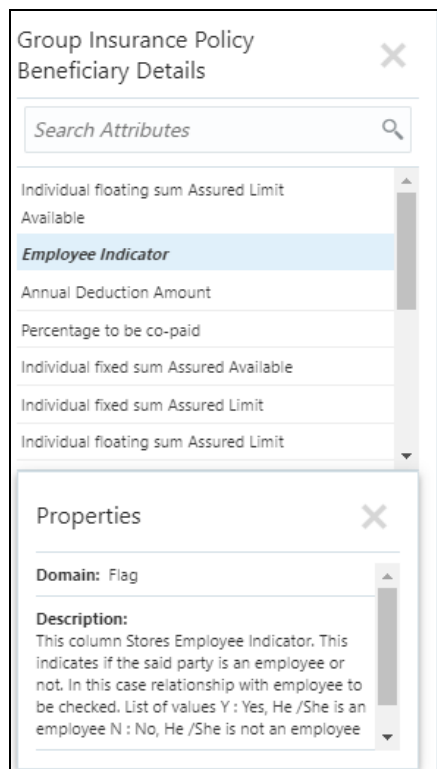 Group Insurance Policy
Beneficiary Details
Search Attributes
Individual floating sum Assured Limit
Available
Employee Indicator
Annual Deduction Amount
Percentage to be co-paid
Individual fixed sum Assured Available
Individual fixed sum Assured Limit
Individual floating sum Assured Limit
Properties
Domain: Flag
Description:
This column Stores Employee Indicator. This
indicates if the said party is an employee or
not. In this case relationship with employee to
be checked. List of values Y : Yes, He /She is an
employee N : No, He /She is not an employee